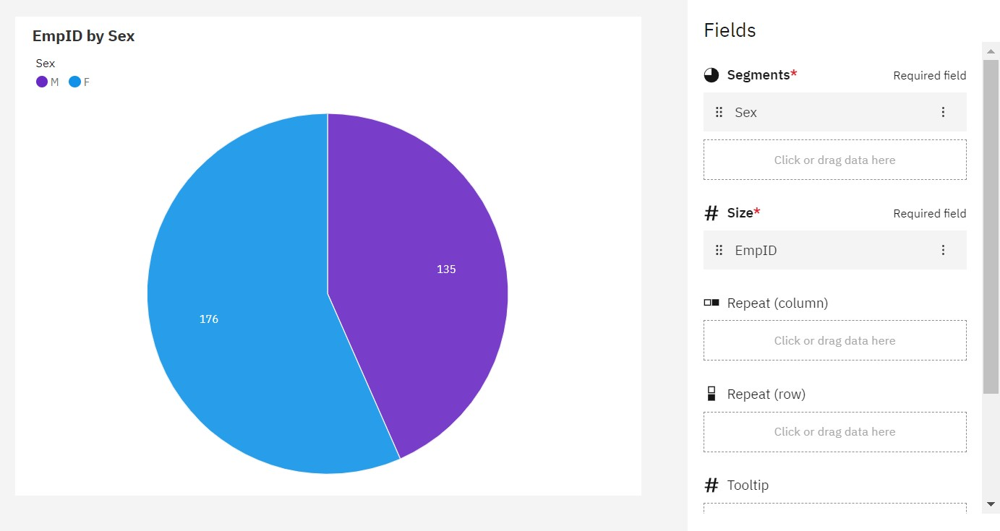 EmpID by Sex
Sex
M F
135
176
Fields
Segments* Required field
Sex
Click or drag data here
Size* Required field
EmpID
Repeat (column)
Click or drag data here
Repeat (row)
Click or drag data here
Tooltip